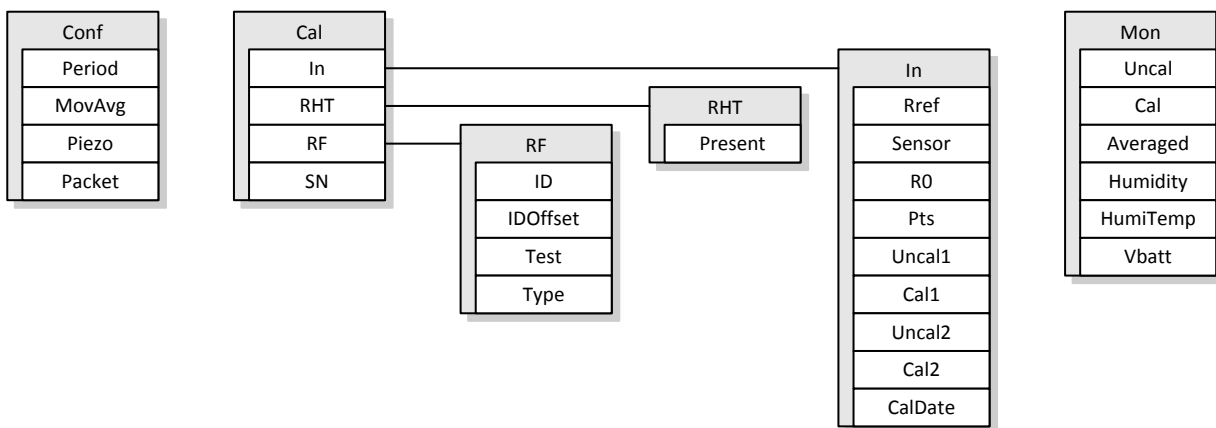 Conf
Period
MovAvg
Piezo
Packet
Cal
In
RHT
RF
SN
RF
ID
IDOffset
Test
Type
RHT
Present
In
Rref
Sensor
R0
Pts
Uncal1
Cal1
Uncal2
Cal2
CalDate
Mon
Uncal
Cal
Averaged
Humidity
HumiTemp
Vbatt